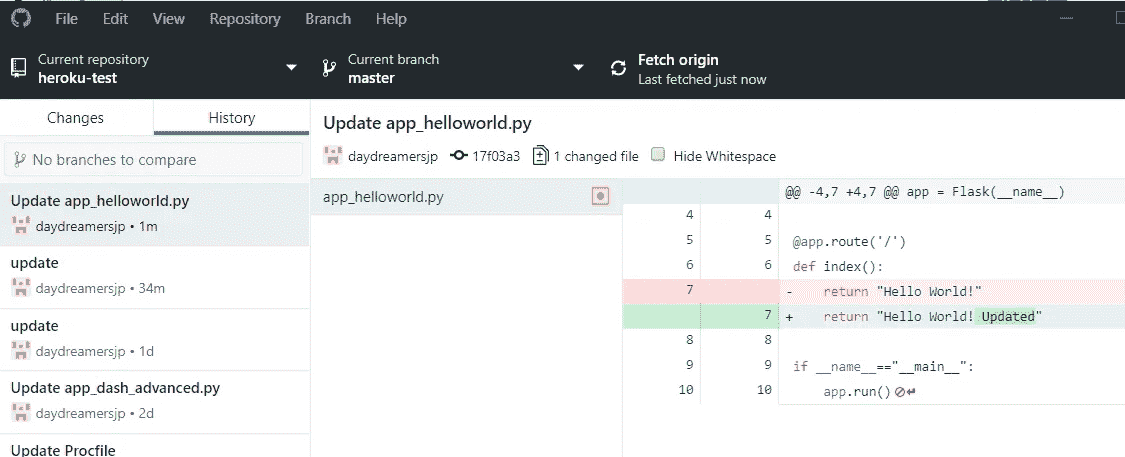 File Edit View Repository Branch Help
Current repository
heroku-test
Current branch
master
Fetch origin
Last fetched just now
Changes History
No branches to compare
Update app_helloworld.py
daydreamersjp • 1m
update
daydreamersjp • 34m
update
daydreamersjp • 1d
Update app_dash_advanced.py
daydreamersjp • 2d
Update Procfile
Update app_helloworld.py
daydreamersjp 17f03a3 1 changed file Hide Whitespace
app_helloworld.py
@@ -4,7 +4,7 @@ app = Flask(__name__)
4 4
5 5 @app.route('/')
6 6 def index():
7 - return "Hello World!"
7 + return "Hello World! Updated"
8 8
9 9 if __name__=="__main__":
10 10 app.run()